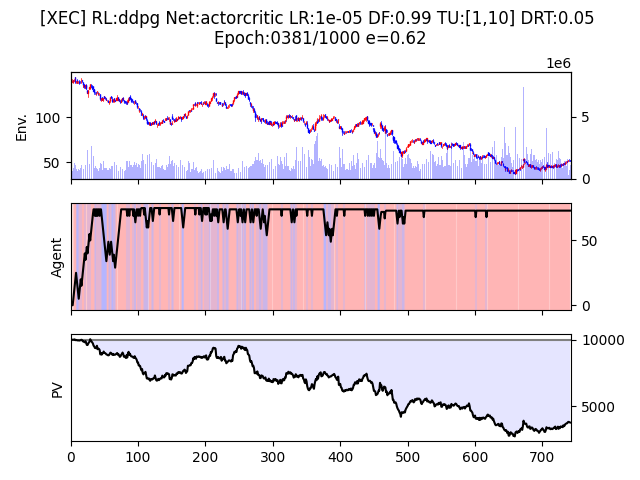 [XEC] RL:ddpg Net:actorcritic LR:1e-05 DF:0.99 TU:[1,10] DRT:0.05
Epoch:0381/1000 e=0.62
1e6
Env.
100
50
5
0
Agent
50
0
PV
10000
5000
0 100 200 300 400 500 600 700